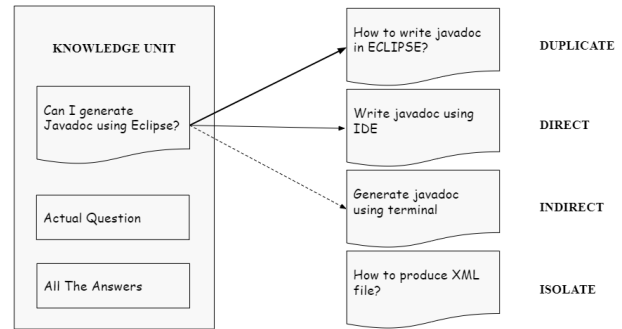 KNOWLEDGE UNIT
Can I generate
Javadoc using Eclipse?
Actual Question
All The Answers
How to write javadoc
in ECLIPSE?
DUPLICATE
Write javadoc using
IDE
DIRECT
Generate javadoc
using terminal
INDIRECT
How to produce XML
file?
ISOLATE